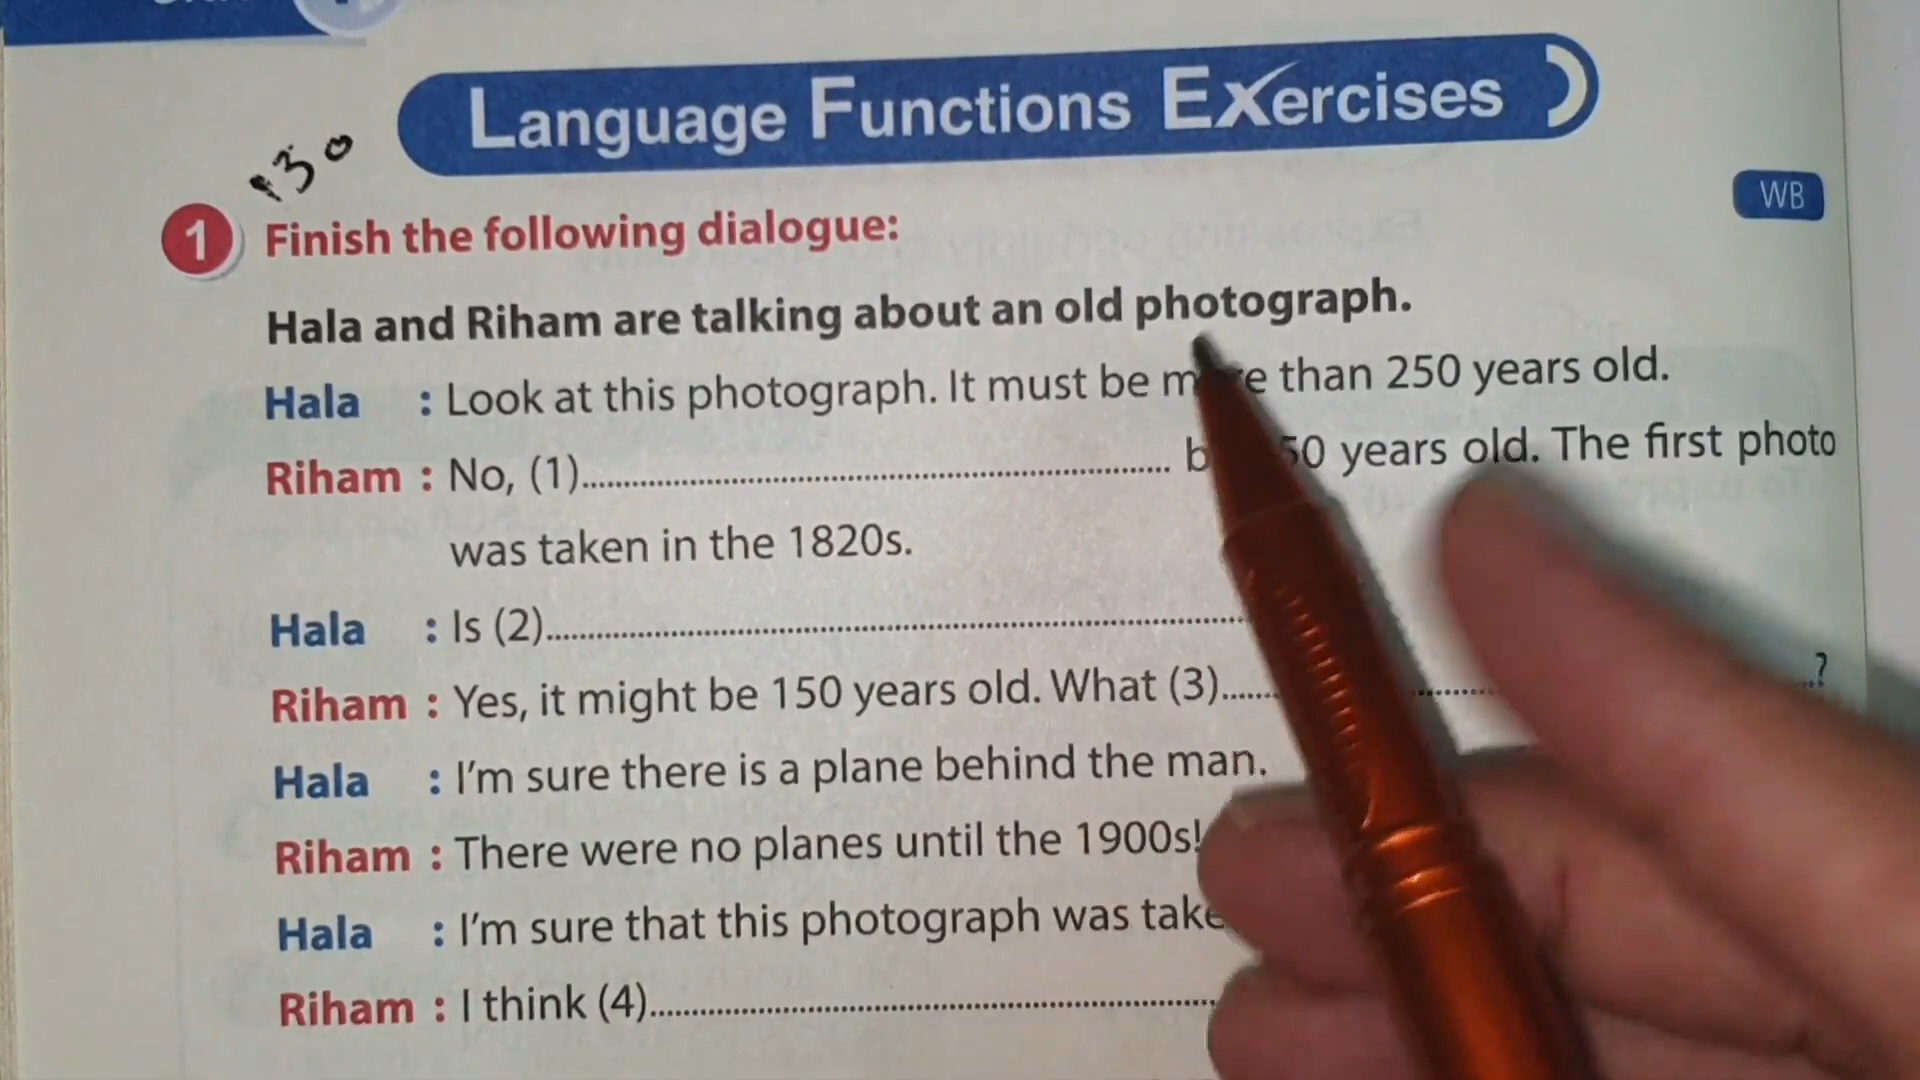 130
Language Functions Exercises
WB
1 Finish the following dialogue:
Hala and Riham are talking about an old photograph.
Hala : Look at this photograph. It must be more than 250 years old.
Riham : No, (1)........................ 50 years old. The first photo
was taken in the 1820s.
Hala : Is (2)........................
Riham : Yes, it might be 150 years old. What (3)........................?
Hala : I'm sure there is a plane behind the man.
Riham : There were no planes until the 1900s!
Hala : I'm sure that this photograph was take
Riham : I think (4)........................